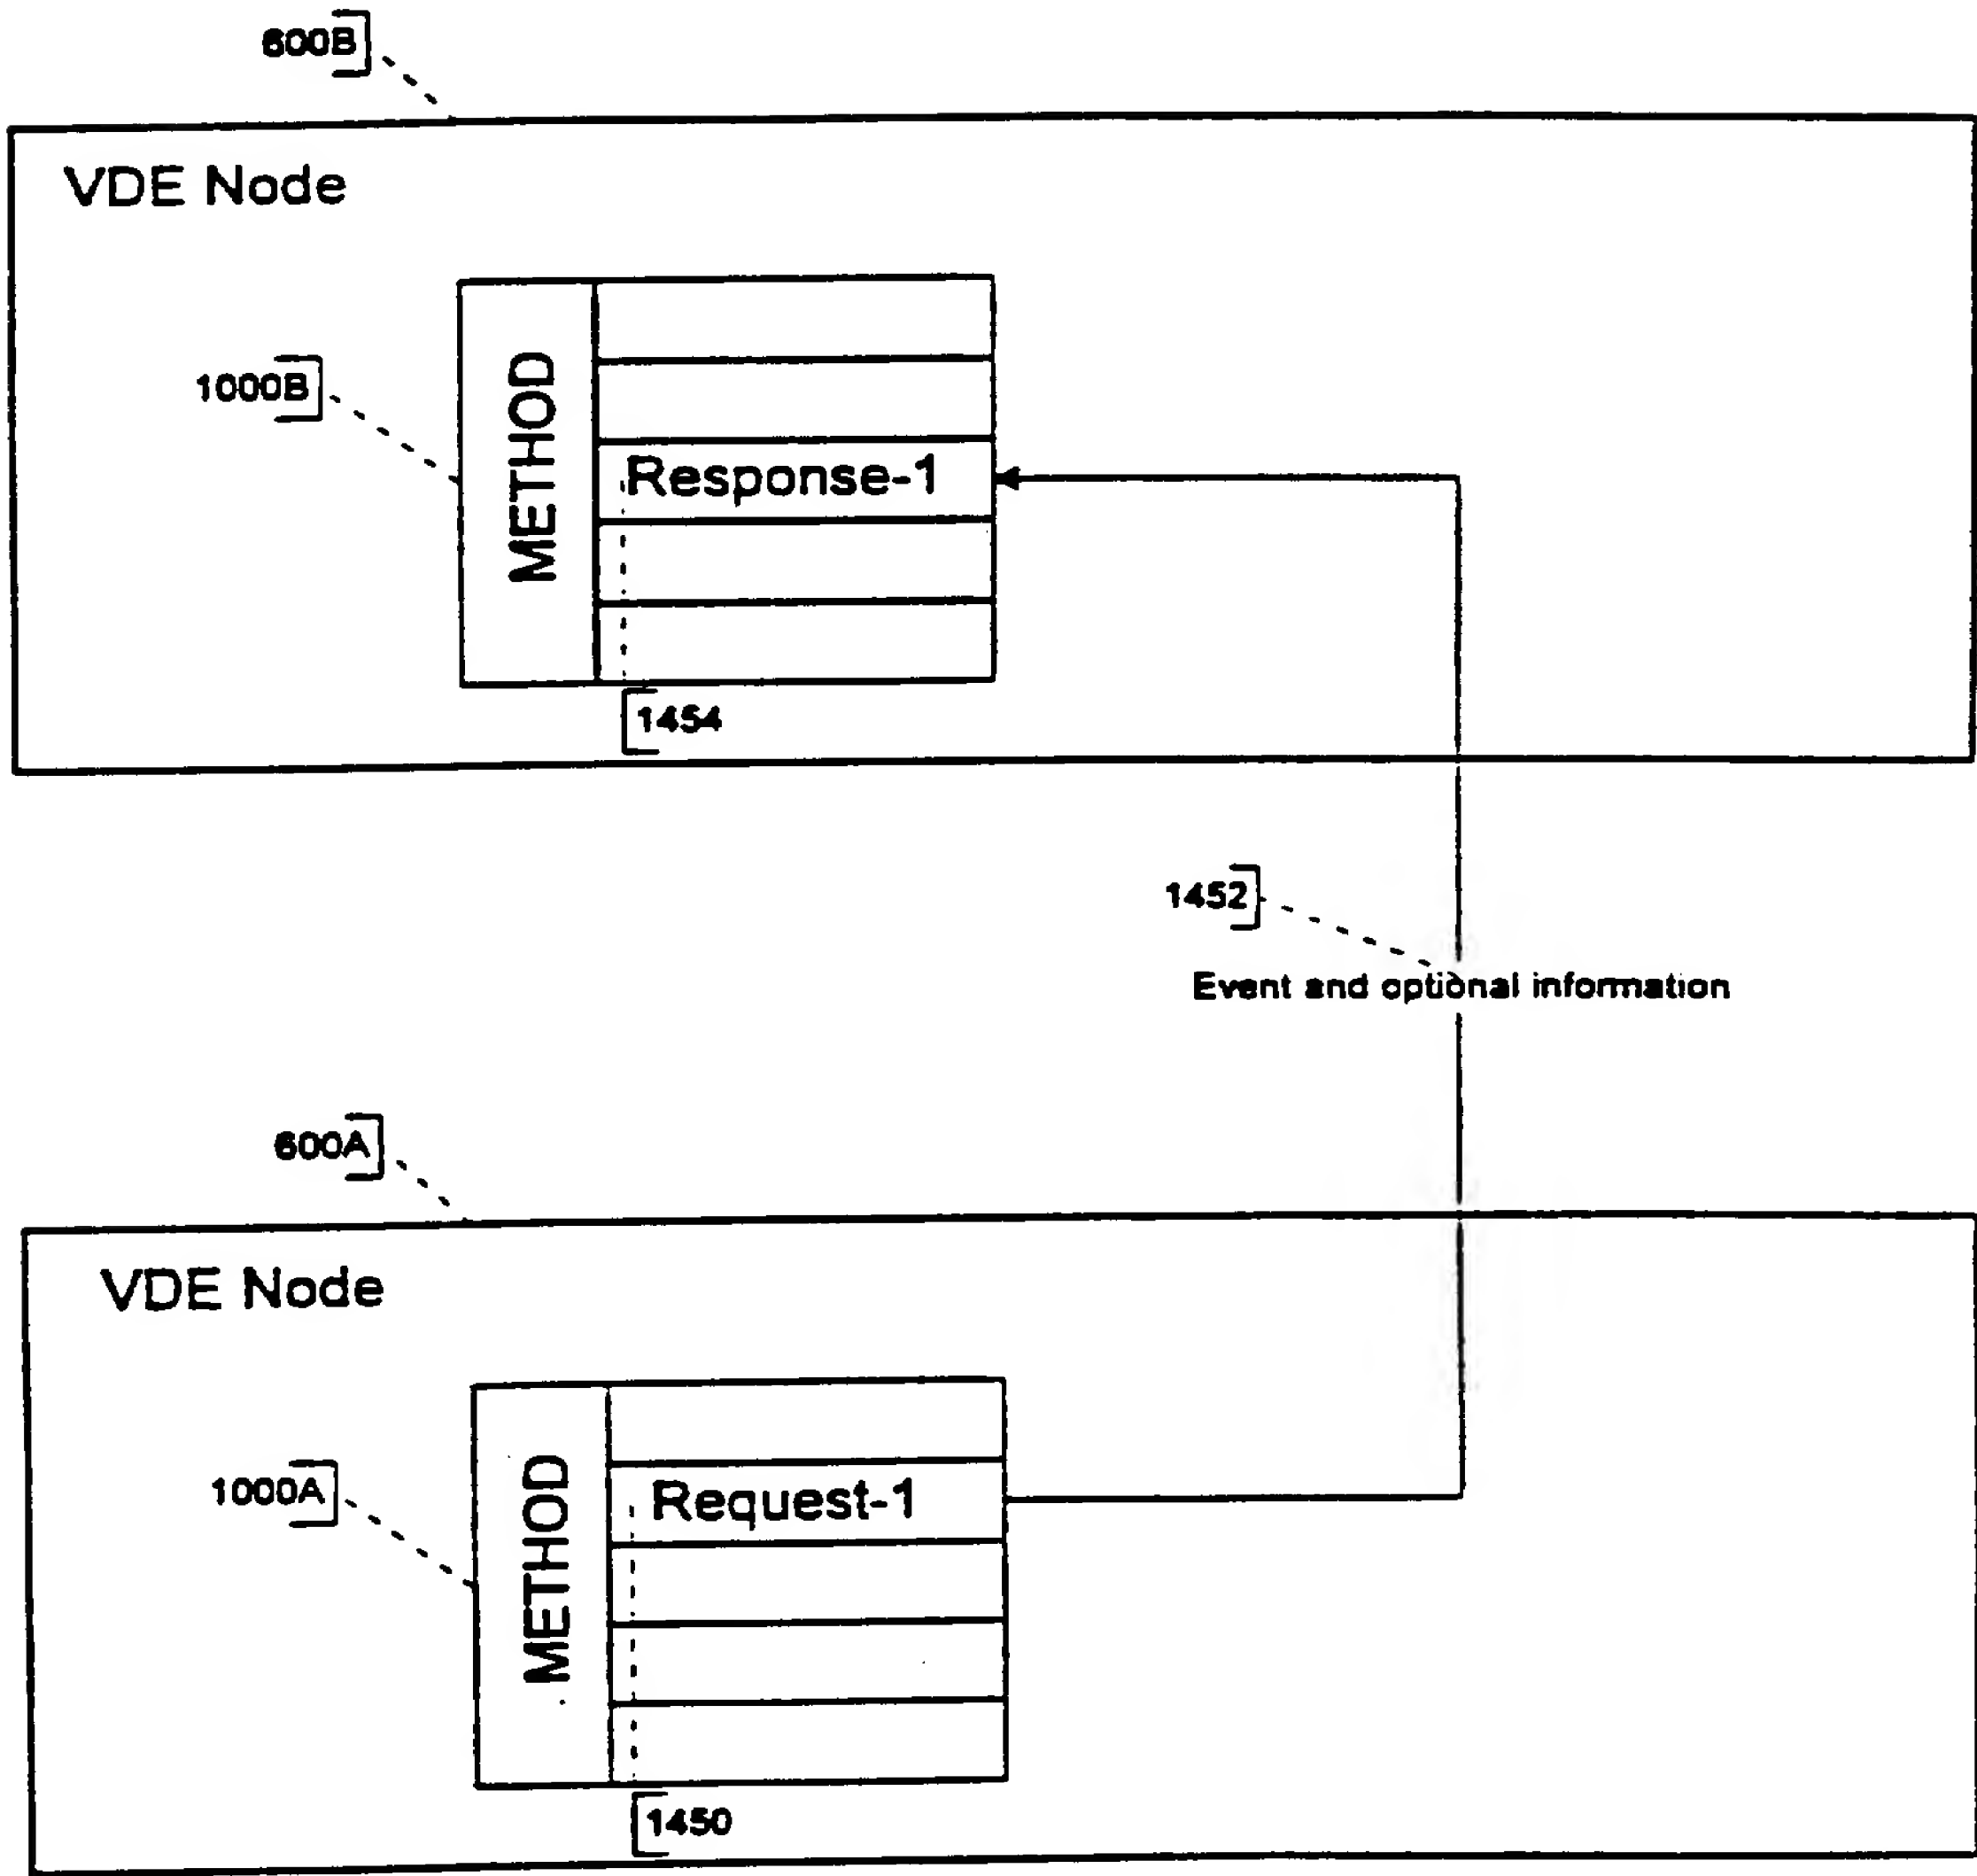 600B
VDE Node
1000B
METHOD
Response-1
1454
1452
Event and optional information
600A
VDE Node
1000A
METHOD
Request-1
1450